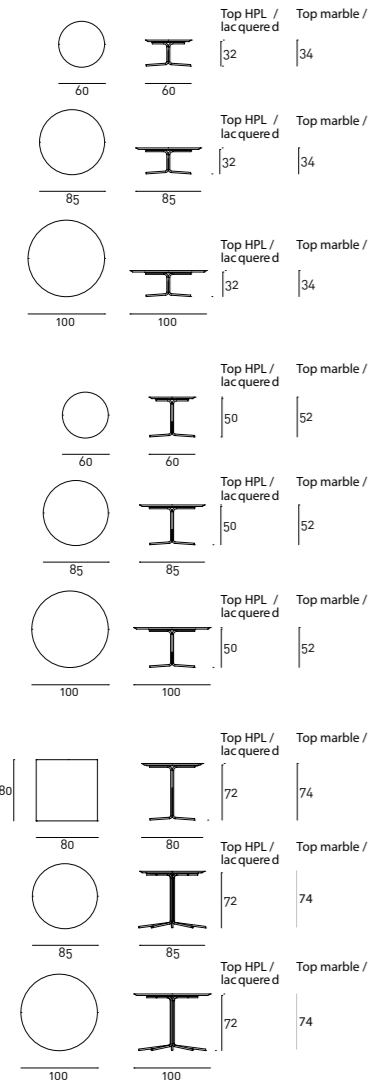 Top HPL / Top marble /
lacquered
32 34
60 60
Top HPL / Top marble /
lacquered
32 34
85 85
Top HPL / Top marble /
lacquered
32 34
100 100
Top HPL / Top marble /
lacquered
50 52
60 60
Top HPL / Top marble /
lacquered
50 52
85 85
Top HPL / Top marble /
lacquered
50 52
100 100
Top HPL / Top marble /
lacquered
80 72 74
80 80
Top HPL / Top marble /
lacquered
72 74
85 85
Top HPL / Top marble /
lacquered
72 74
100 100